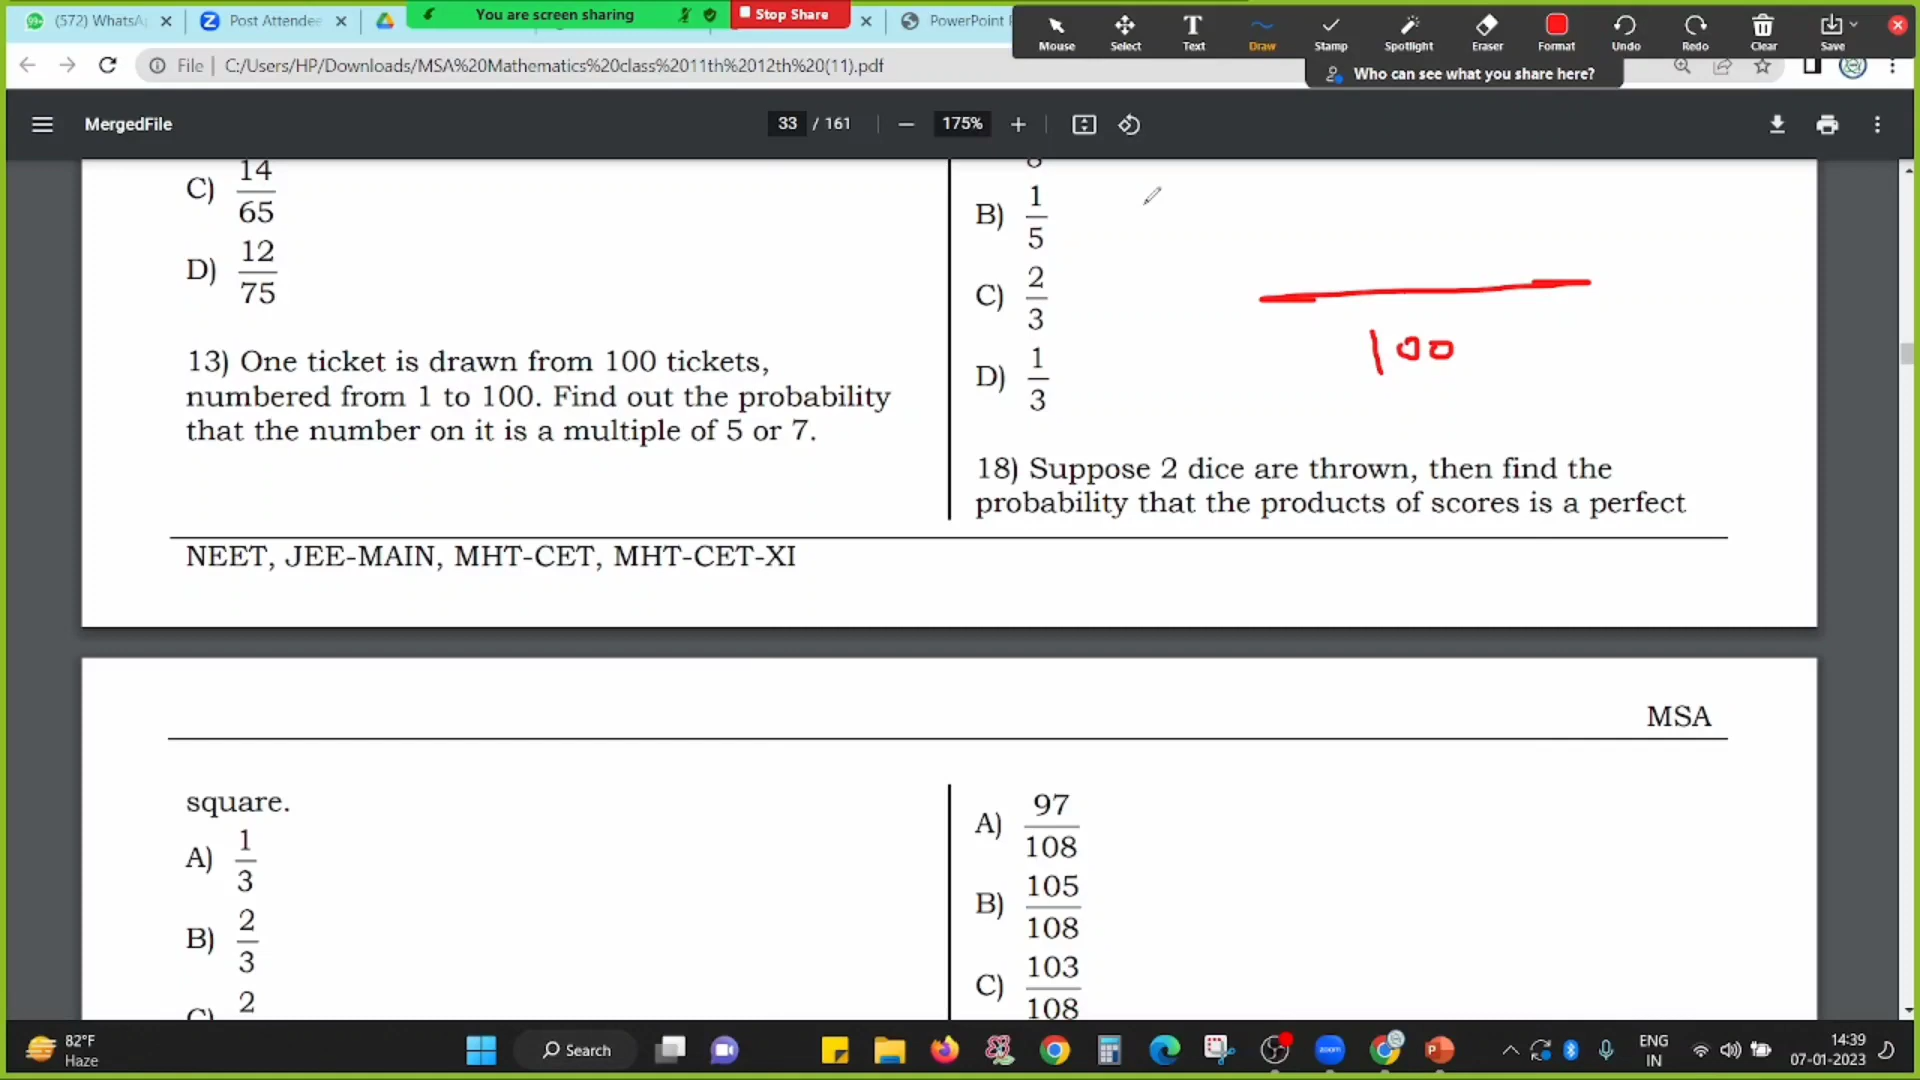 (572) WhatsA
Post Attendee
You are screen sharing
Stop Share
PowerPoint
Mouse
Select
Text
Draw
Stamp
Spotlight
Eraser
Format
Undo
Redo
Clear
Save
Who can see what you share here?
File | C:/Users/HP/Downloads/MSA%20Mathematics%20class%2011th%2012th%20(11).pdf
MergedFile
33 / 161
175%
C) 14/65
D) 12/75
13) One ticket is drawn from 100 tickets,
numbered from 1 to 100. Find out the probability
that the number on it is a multiple of 5 or 7.
B) 1/5
C) 2/3
D) 1/3
100
18) Suppose 2 dice are thrown, then find the
probability that the products of scores is a perfect
NEET, JEE-MAIN, MHT-CET, MHT-CET-XI
MSA
square.
A) 1/3
B) 2/3
C) 2
A) 97/108
B) 105/108
C) 103/108
82°F
Haze
Search
zoom
ENG
IN
14:39
07-01-2023